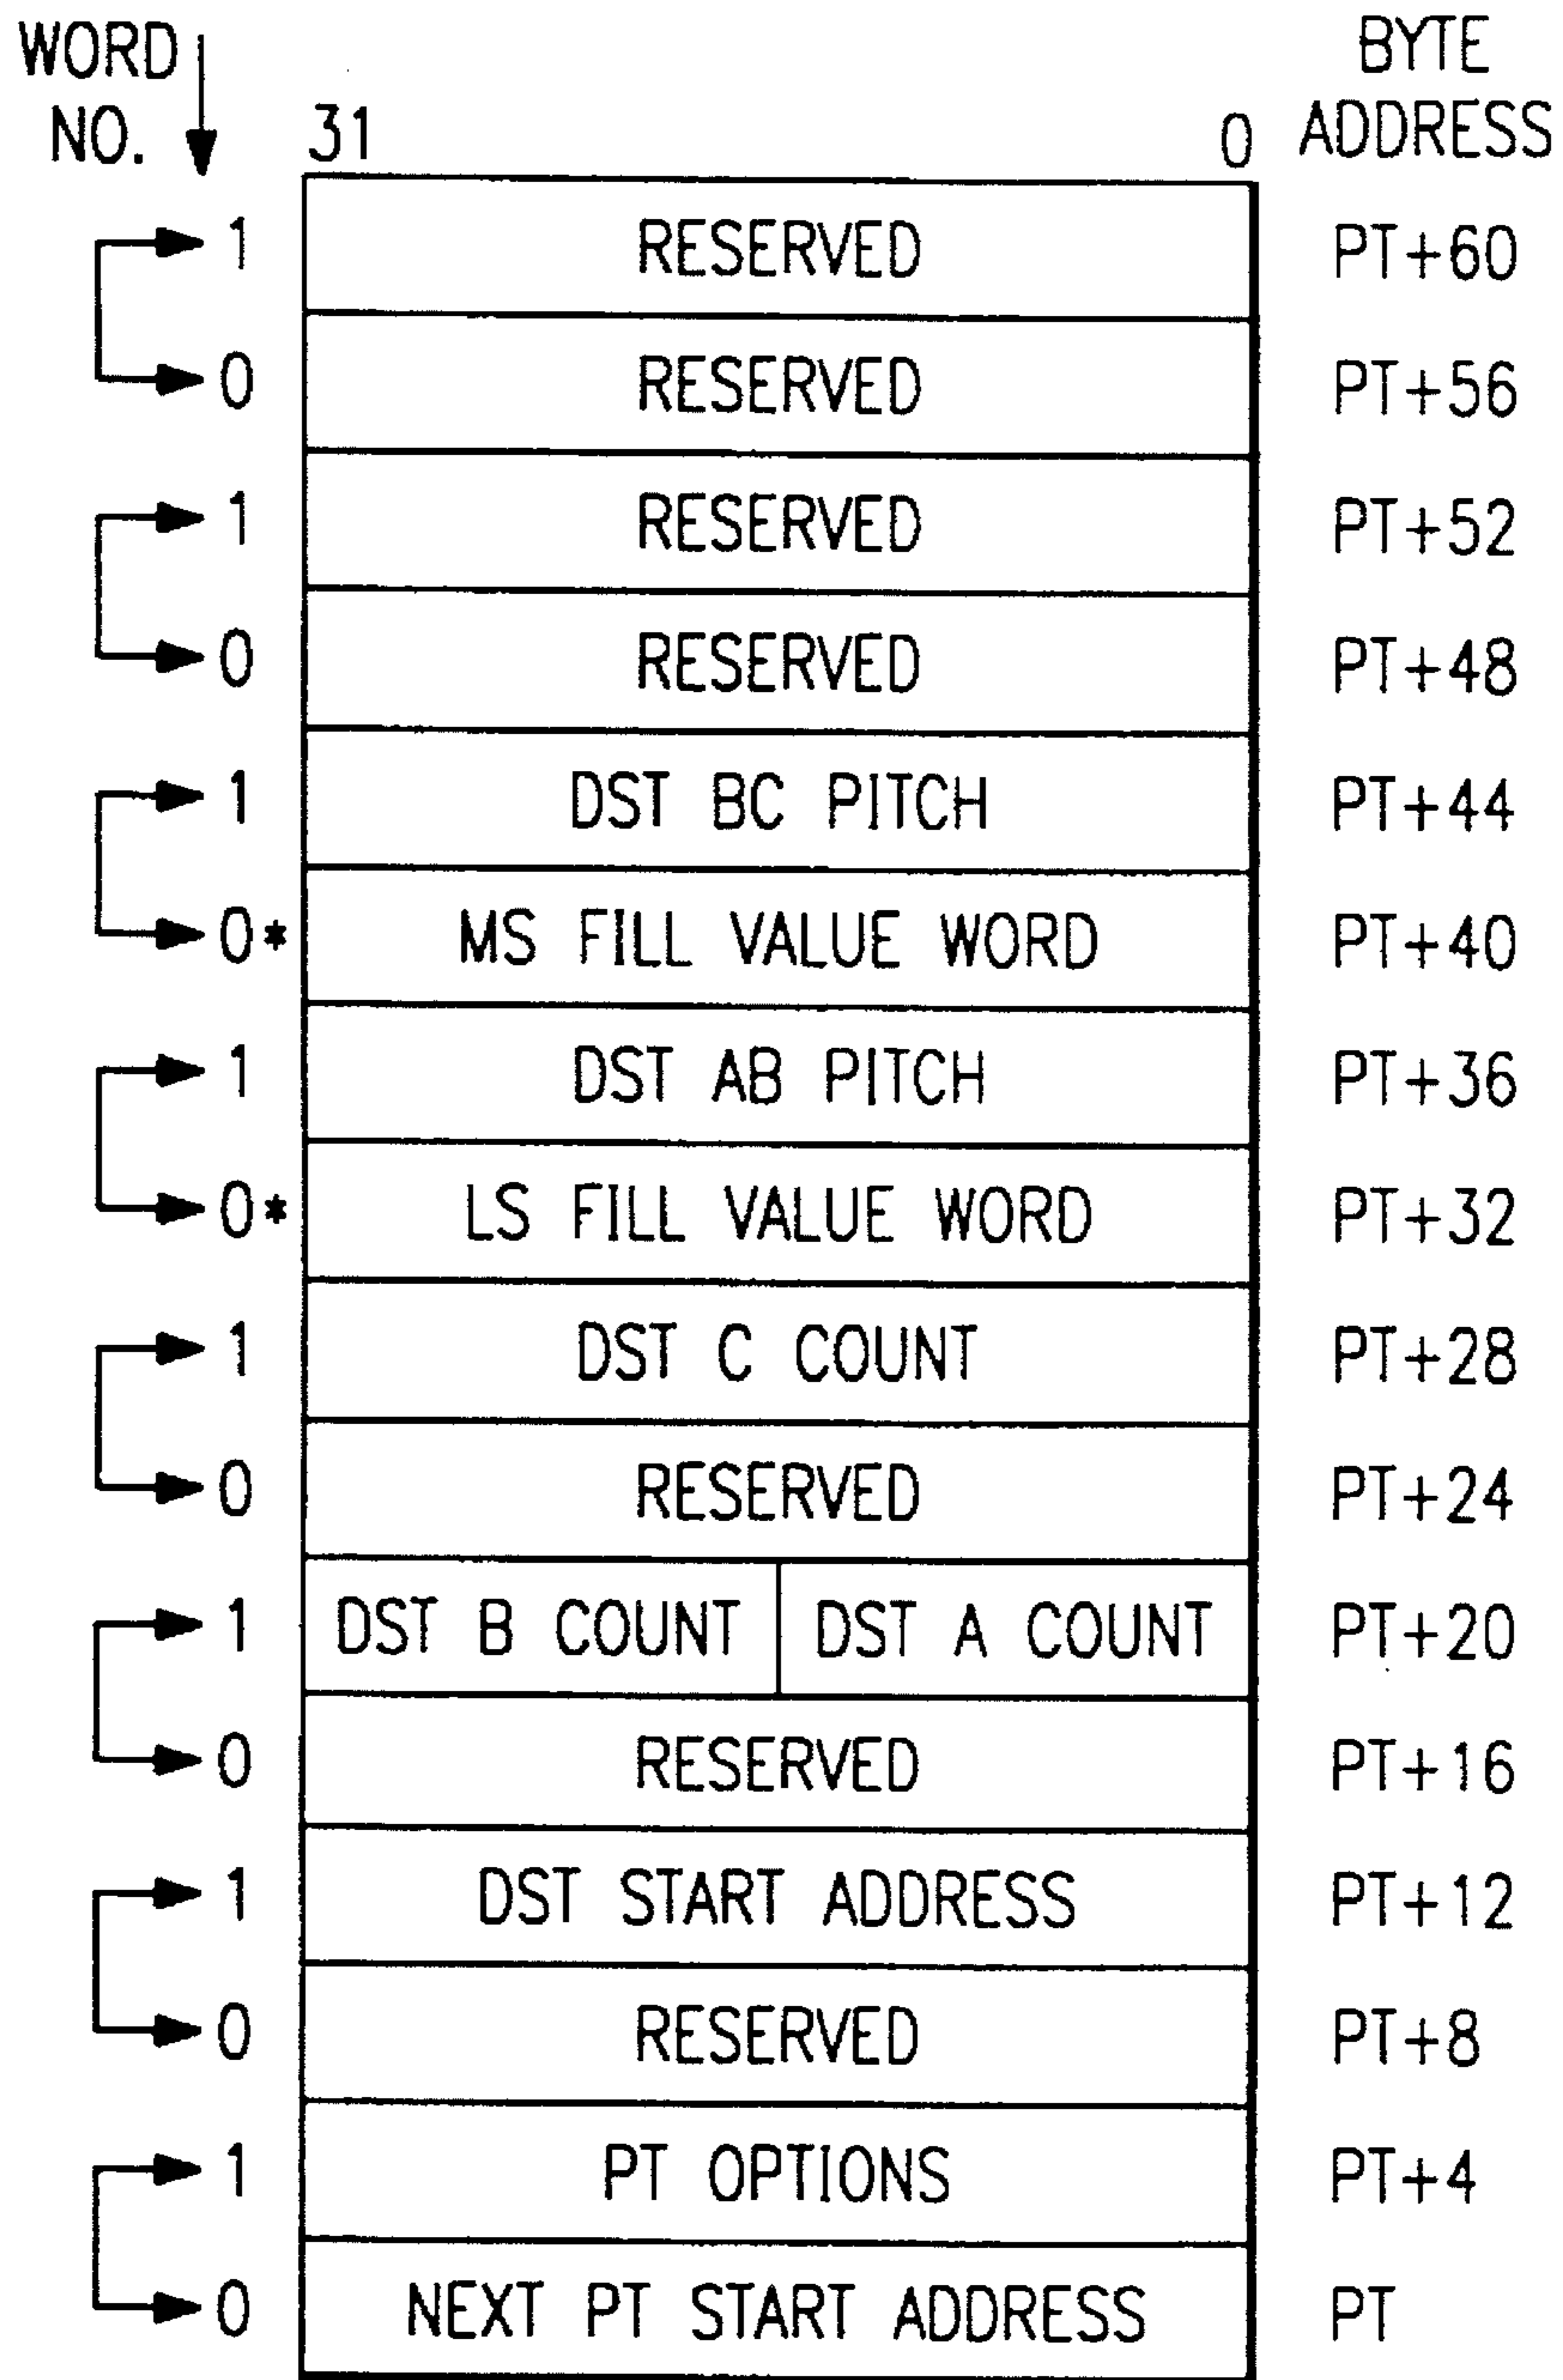 WORD NO.
31 0
BYTE ADDRESS
1 RESERVED PT+60
0 RESERVED PT+56
1 RESERVED PT+52
0 RESERVED PT+48
1 DST BC PITCH PT+44
0* MS FILL VALUE WORD PT+40
1 DST AB PITCH PT+36
0* LS FILL VALUE WORD PT+32
1 DST C COUNT PT+28
0 RESERVED PT+24
1 DST B COUNT DST A COUNT PT+20
0 RESERVED PT+16
1 DST START ADDRESS PT+12
0 RESERVED PT+8
1 PT OPTIONS PT+4
0 NEXT PT START ADDRESS PT